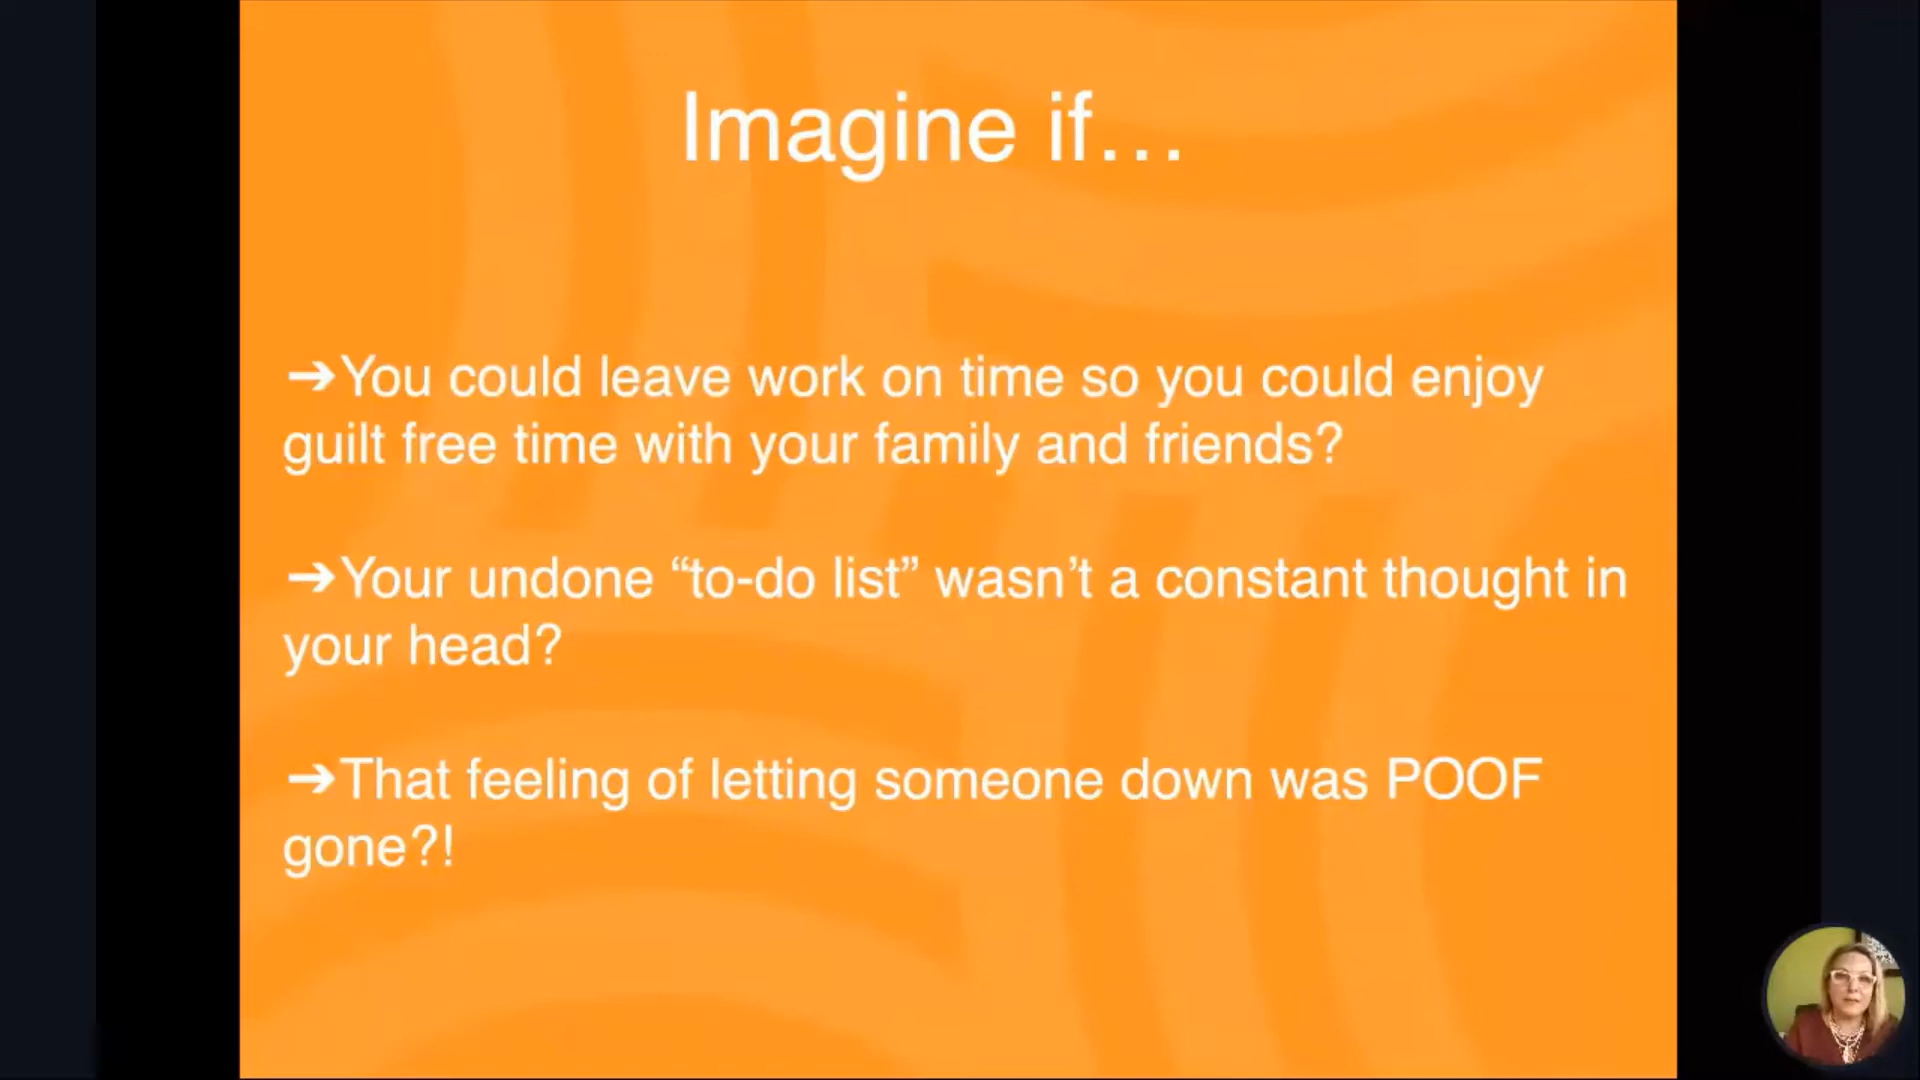 Imagine if…
➔You could leave work on time so you could enjoy
guilt free time with your family and friends?
➔Your undone “to-do list” wasn’t a constant thought in
your head?
➔That feeling of letting someone down was POOF
gone?!